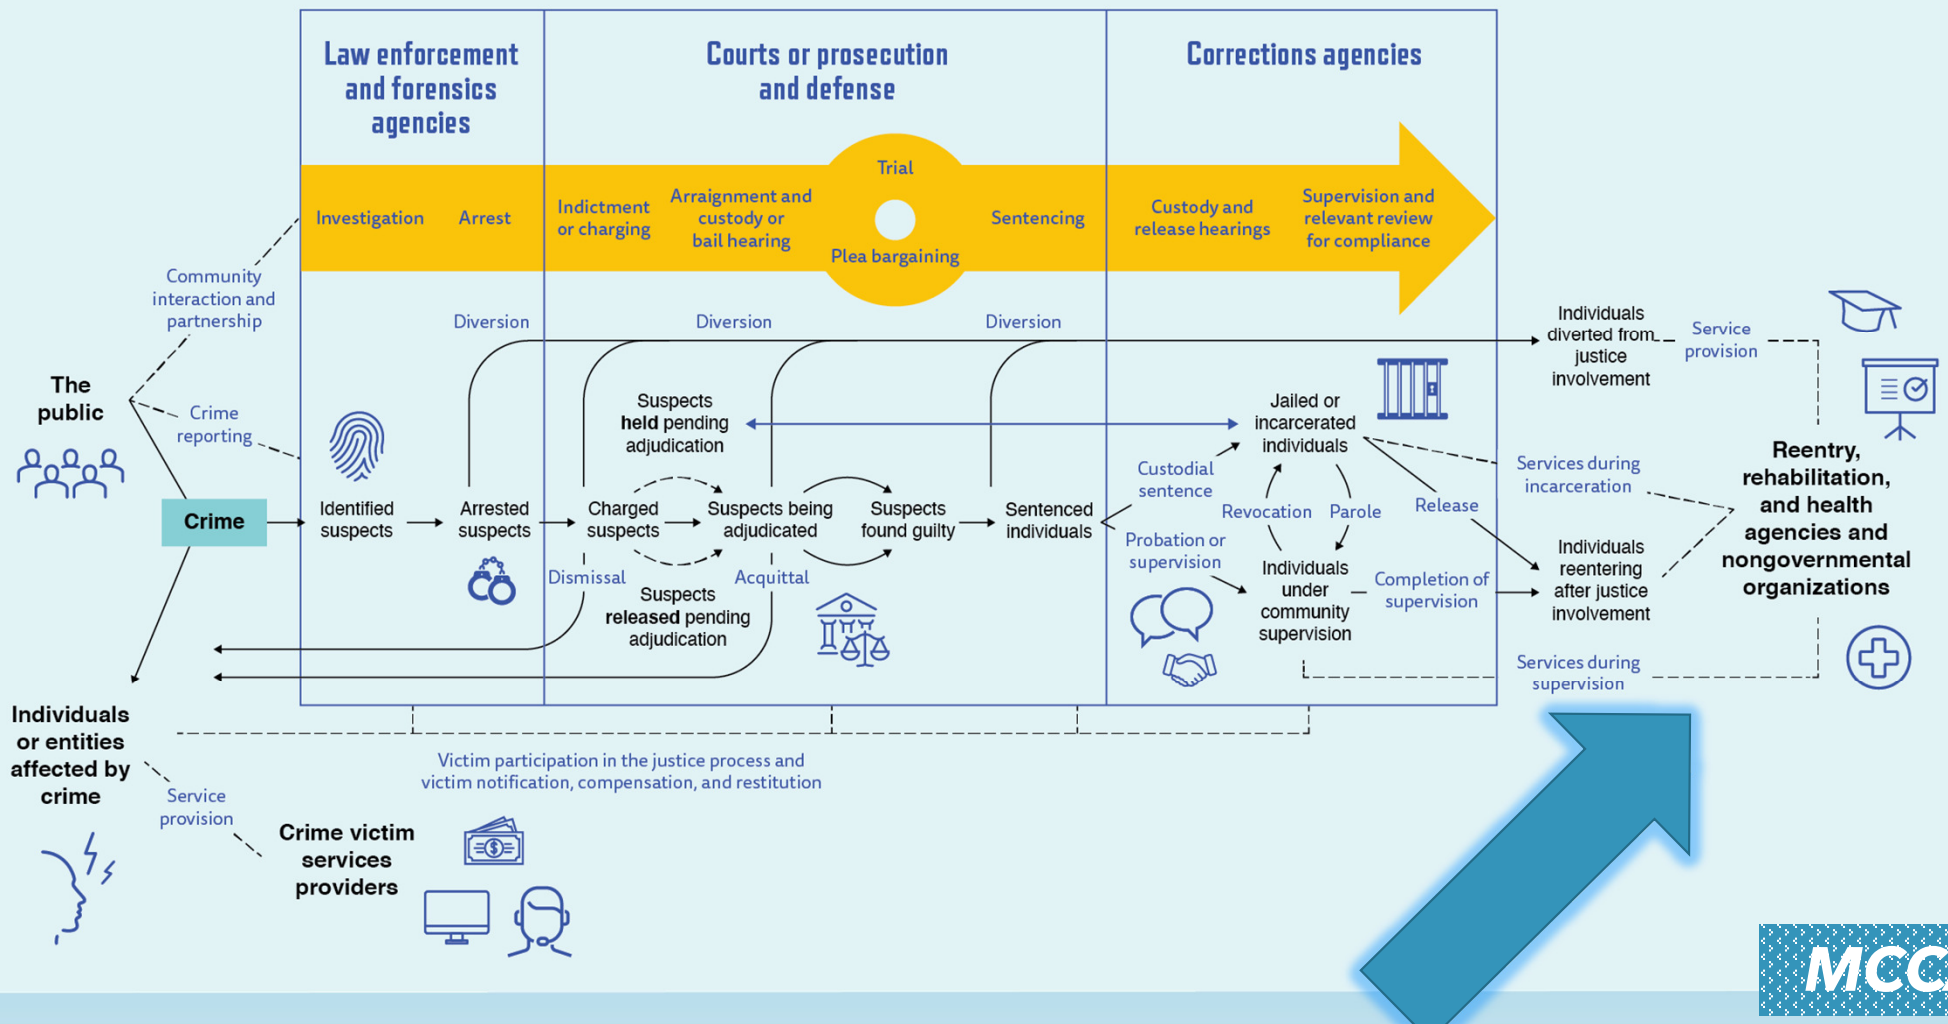 Law enforcement
and forensics
agencies
Courts or prosecution
and defense
Corrections agencies
Investigation
Arrest
Indictment
or charging
Arraignment and
custody or
bail hearing
Trial
Plea bargaining
Sentencing
Custody and
release hearings
Supervision and
relevant review
for compliance
Community
interaction and
partnership
The
public
Crime
reporting
Crime
Diversion
Diversion
Diversion
Individuals
diverted from
justice
involvement
Service
provision
Identified
suspects
Arrested
suspects
Suspects
held pending
adjudication
Charged
suspects
Suspects being
adjudicated
Suspects
found guilty
Sentenced
individuals
Dismissal
Acquittal
Suspects
released pending
adjudication
Jailed or
incarcerated
individuals
Custodial
sentence
Revocation
Parole
Release
Probation or
supervision
Individuals
under
community
supervision
Completion of
supervision
Services during
incarceration
Individuals
reentering
after justice
involvement
Services during
supervision
Reentry,
rehabilitation,
and health
agencies and
nongovernmental
organizations
Individuals
or entities
affected by
crime
Service
provision
Victim participation in the justice process and
victim notification, compensation, and restitution
Crime victim
services
providers
MCC